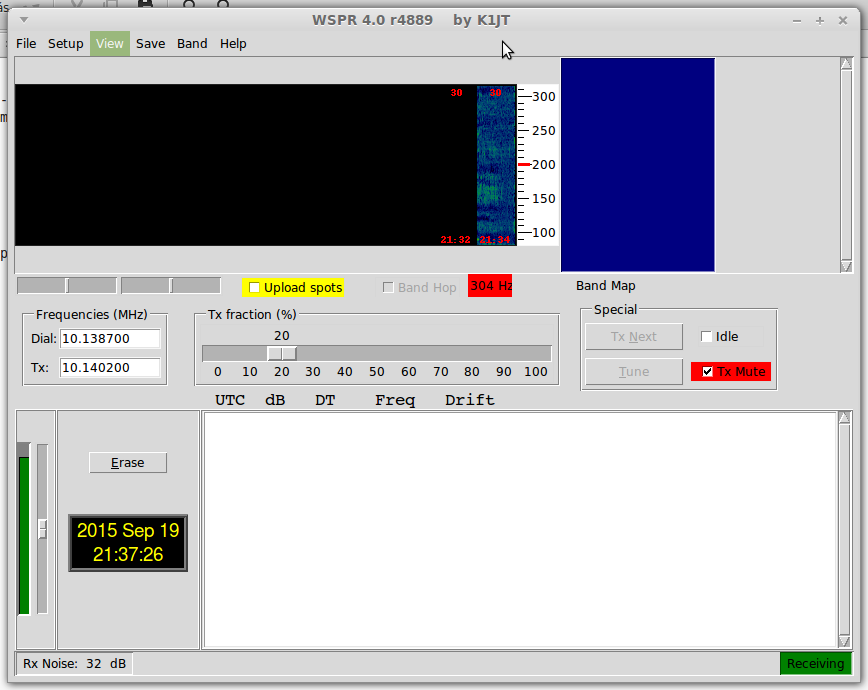 WSPR 4.0 r4889 by K1JT
File Setup View Save Band Help
30 30
300
250
200
150
100
21:32 21:34
Upload spots Band Hop 304 Hz Band Map
Frequencies (MHz) Tx fraction (%) Special
Dial: 10.138700 20 Tx Next Idle
Tx: 10.140200 0 10 20 30 40 50 60 70 80 90 100 Tune Tx Mute
UTC dB DT Freq Drift
Erase
2015 Sep 19
21:37:26
Rx Noise: 32 dB Receiving